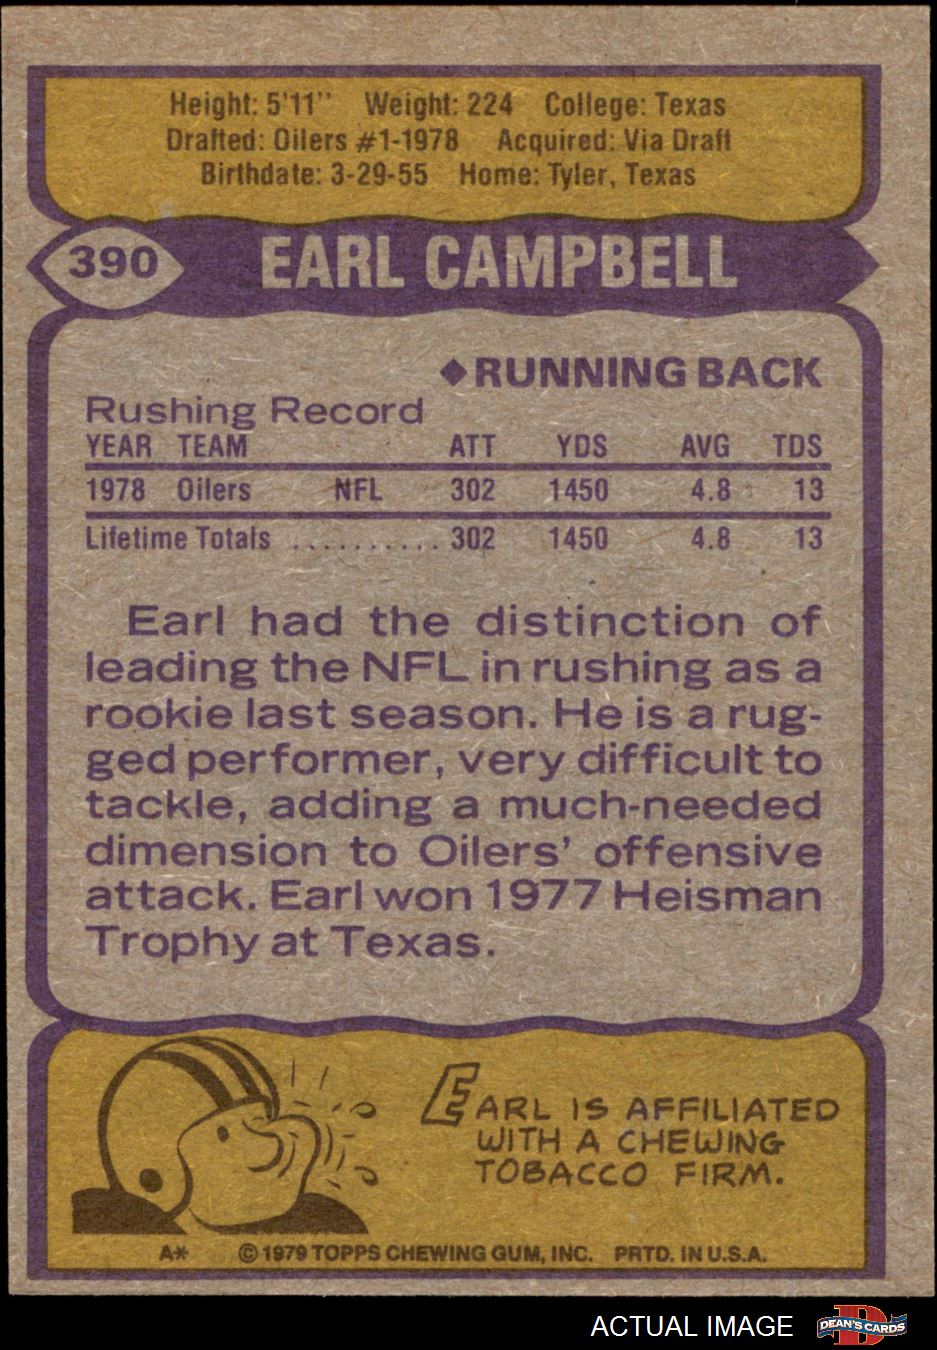 Height: 5'11'' Weight: 224 College: Texas
Drafted: Oilers #1-1978 Acquired: Via Draft
Birthdate: 3-29-55 Home: Tyler, Texas
390 EARL CAMPBELL
◆RUNNING BACK
Rushing Record
YEAR TEAM ATT YDS AVG TDS
1978 Oilers NFL 302 1450 4.8 13
Lifetime Totals .......... 302 1450 4.8 13
Earl had the distinction of
leading the NFL in rushing as a
rookie last season. He is a rug-
ged performer, very difficult to
tackle, adding a much-needed
dimension to Oilers' offensive
attack. Earl won 1977 Heisman
Trophy at Texas.
EARL IS AFFILIATED
WITH A CHEWING
TOBACCO FIRM.
A* © 1979 TOPPS CHEWING GUM, INC. PRTD. IN U.S.A.
ACTUAL IMAGE D DEAN'S CARDS